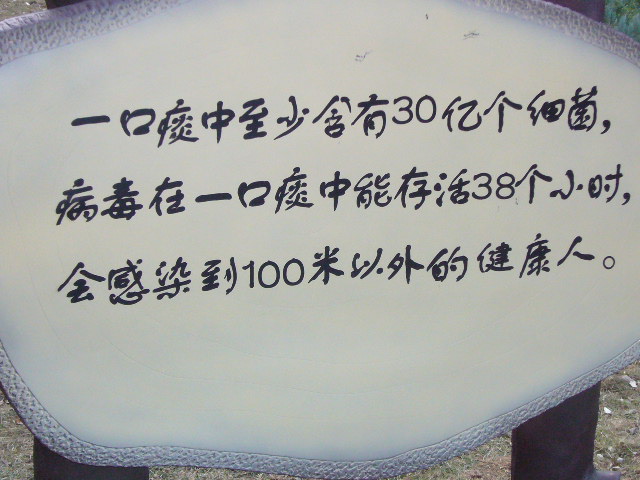 一口痰中至少含有30亿个细菌，
病毒在一口痰中能存活38个小时，
会感染到100米以外的健康人。